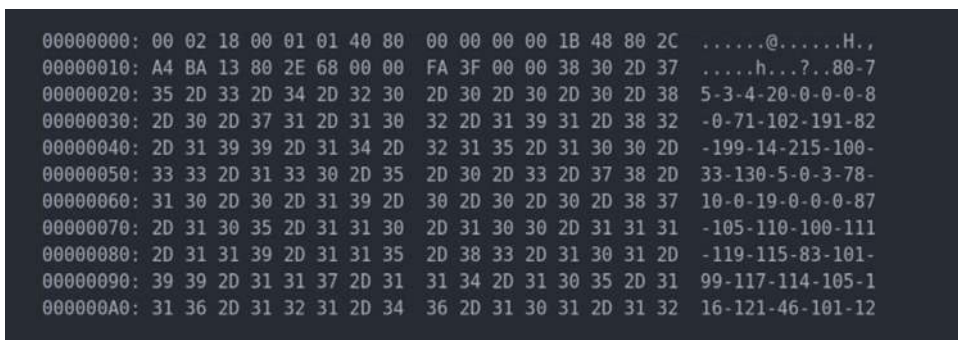 00000000: 00 02 18 00 01 01 40 80 00 00 00 00 1B 48 80 2C ......@......H.,
00000010: A4 BA 13 80 2E 68 00 00 FA 3F 00 00 38 30 2D 37 .....h...?..80-7
00000020: 35 2D 33 2D 34 2D 32 30 2D 30 2D 30 2D 30 2D 38 5-3-4-20-0-0-0-8
00000030: 2D 30 2D 37 31 2D 31 30 32 2D 31 39 31 2D 38 32 -0-71-102-191-82
00000040: 2D 31 39 39 2D 31 34 2D 32 31 35 2D 31 30 30 2D -199-14-215-100-
00000050: 33 33 2D 31 33 30 2D 35 2D 30 2D 33 2D 37 38 2D 33-130-5-0-3-78-
00000060: 31 30 2D 30 2D 31 39 2D 30 2D 30 2D 30 2D 38 37 10-0-19-0-0-0-87
00000070: 2D 31 30 35 2D 31 31 30 2D 31 30 30 2D 31 31 31 -105-110-100-111
00000080: 2D 31 31 39 2D 31 31 35 2D 38 33 2D 31 30 31 2D -119-115-83-101-
00000090: 39 39 2D 31 31 37 2D 31 31 34 2D 31 30 35 2D 31 99-117-114-105-1
000000A0: 31 36 2D 31 32 31 2D 34 36 2D 31 30 31 2D 31 32 16-121-46-101-12